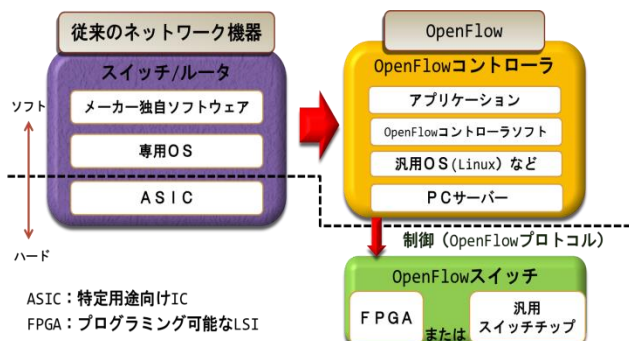 従来のネットワーク機器
スイッチ/ルータ
メーカー独自ソフトウェア
専用OS
ASIC
ソフト
ハード
OpenFlow
OpenFlowコントローラ
アプリケーション
OpenFlowコントローラソフト
汎用OS(Linux)など
PCサーバー
制御(OpenFlowプロトコル)
OpenFlowスイッチ
FPGA
または
汎用
スイッチチップ
ASIC:特定用途向けIC
FPGA:プログラミング可能なLSI